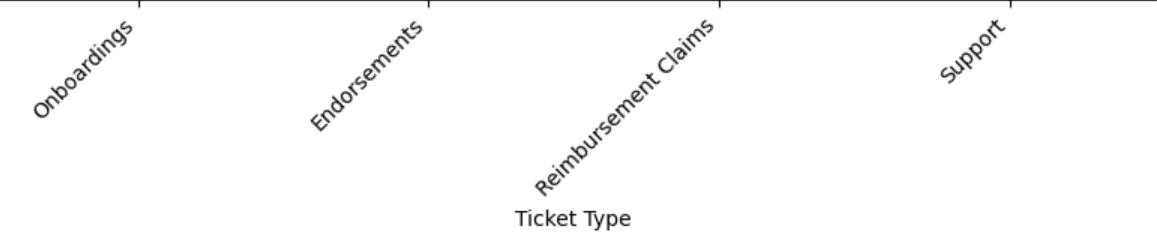 Onboardings
Endorsements
Reimbursement Claims
Support
Ticket Type